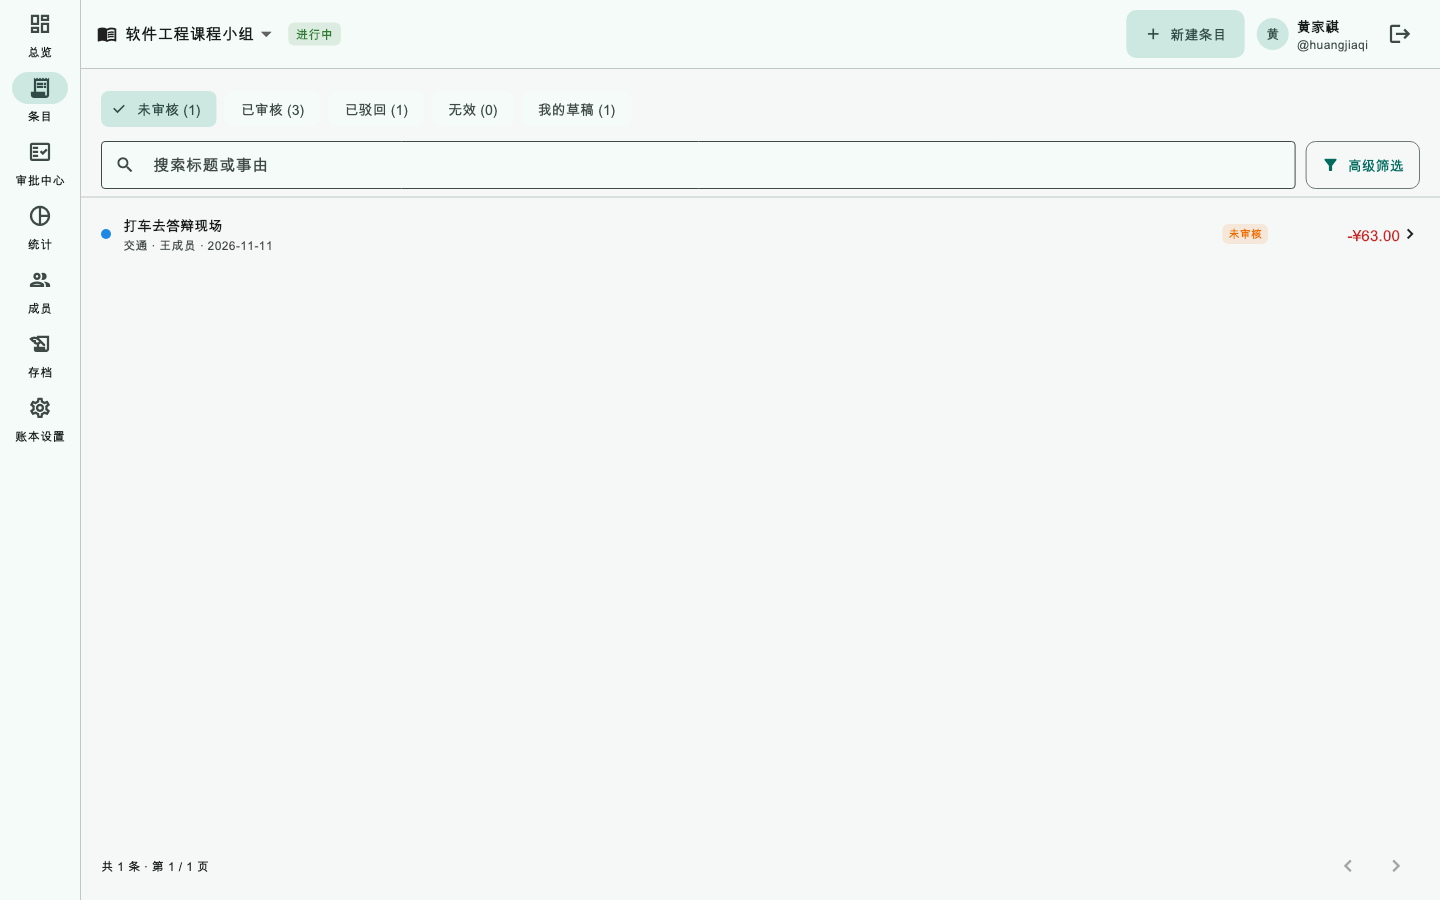 总览
条目
审批中心
统计
成员
存档
账本设置
软件工程课程小组
进行中
新建条目
黄
黄家祺
@huangjiaqi
未审核 (1)
已审核 (3)
已驳回 (1)
无效 (0)
我的草稿 (1)
搜索标题或事由
高级筛选
打车去答辩现场
交通 · 王成员 · 2026-11-11
未审核
-¥63.00
共 1 条 · 第 1 / 1 页